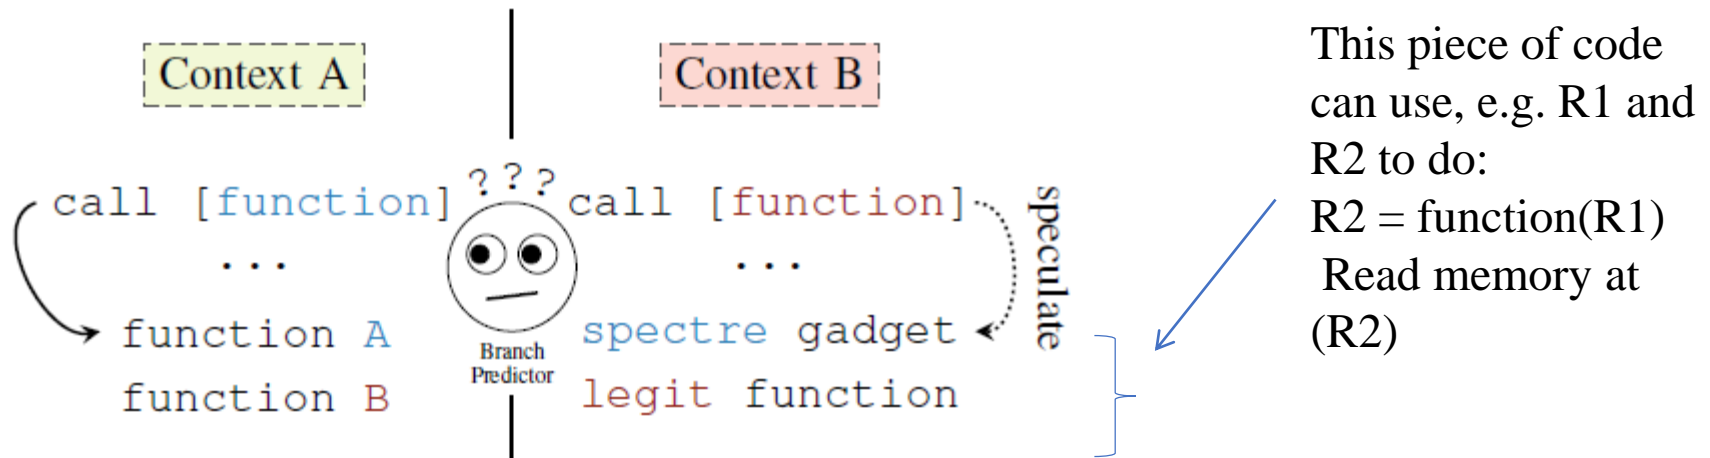 Context A
Context B
? ? ?
call [function]
call [function]
...
...
speculate
function A
spectre gadget
Branch
Predictor
function B
legit function
This piece of code
can use, e.g. R1 and
R2 to do:
R2 = function(R1)
Read memory at
(R2)